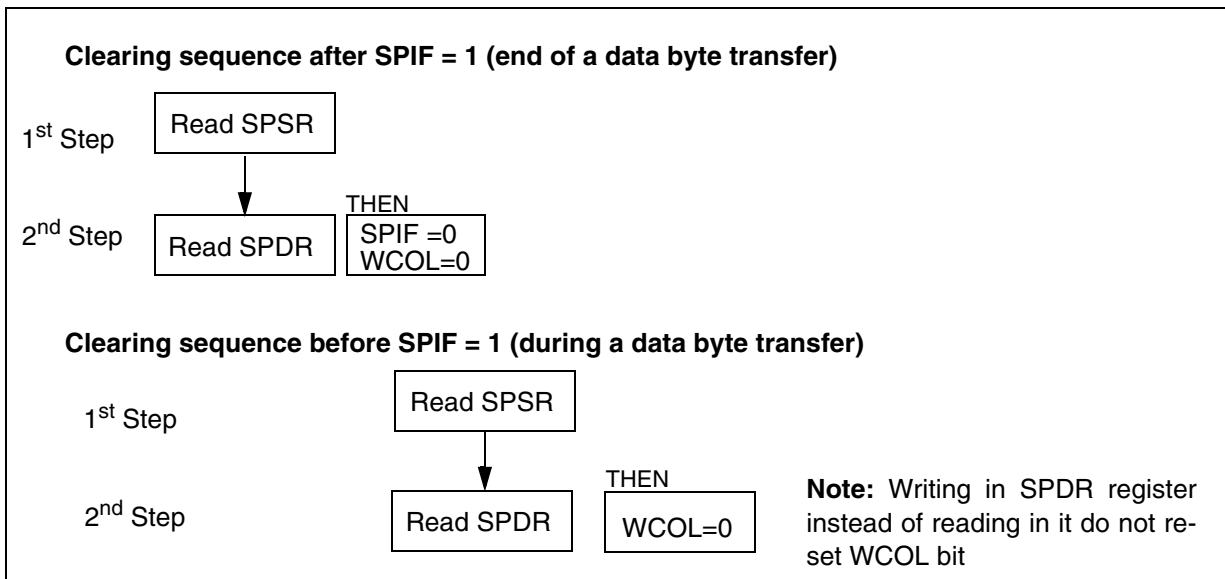 Clearing sequence after SPIF = 1 (end of a data byte transfer)
1st Step
Read SPSR
THEN
2nd Step
Read SPDR
SPIF =0
WCOL=0
Clearing sequence before SPIF = 1 (during a data byte transfer)
1st Step
Read SPSR
THEN
2nd Step
Read SPDR
WCOL=0
Note: Writing in SPDR register
instead of reading in it do not re-
set WCOL bit